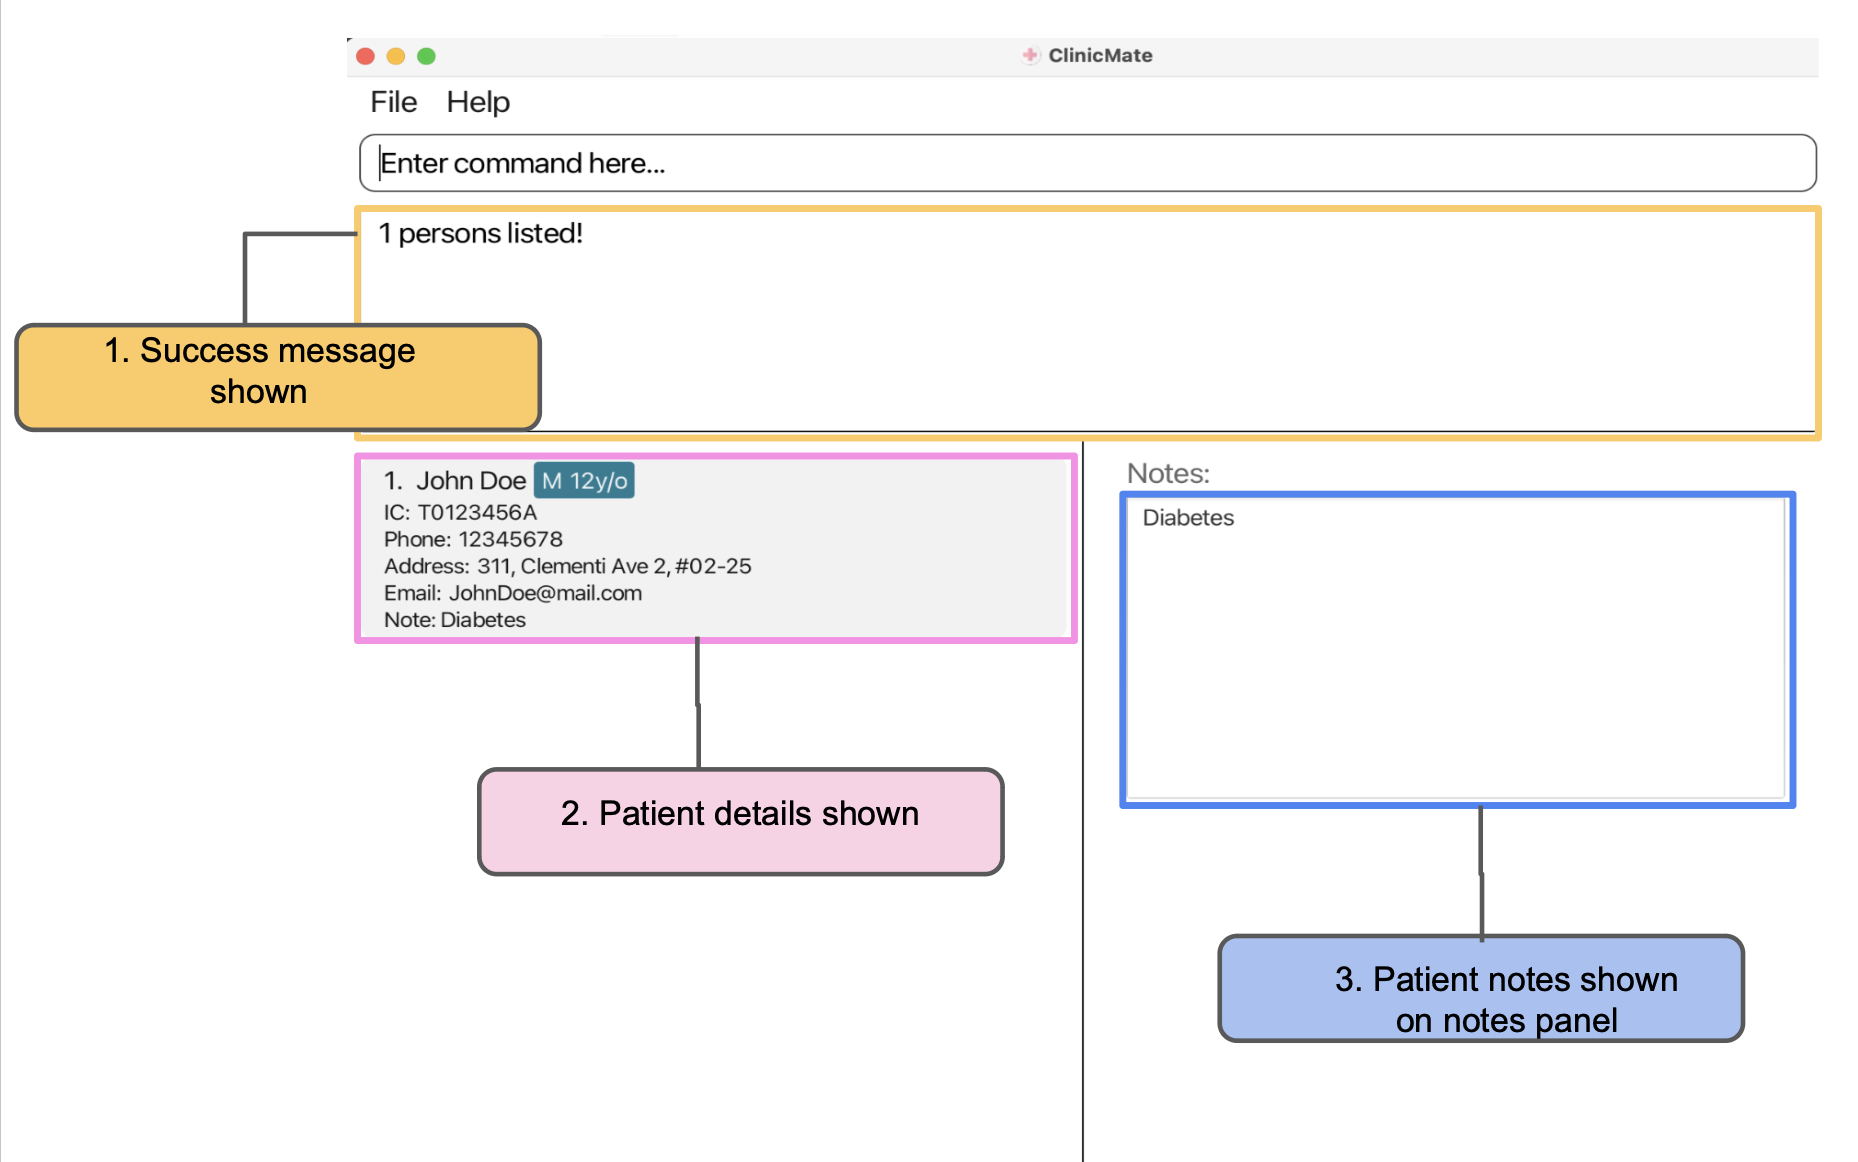 ClinicMate
File Help
Enter command here...
1 persons listed!
1. Success message
shown
1. John Doe M 12y/o
IC: T0123456A
Phone: 12345678
Address: 311, Clementi Ave 2, #02-25
Email: JohnDoe@mail.com
Note: Diabetes
Notes:
Diabetes
2. Patient details shown
3. Patient notes shown
on notes panel